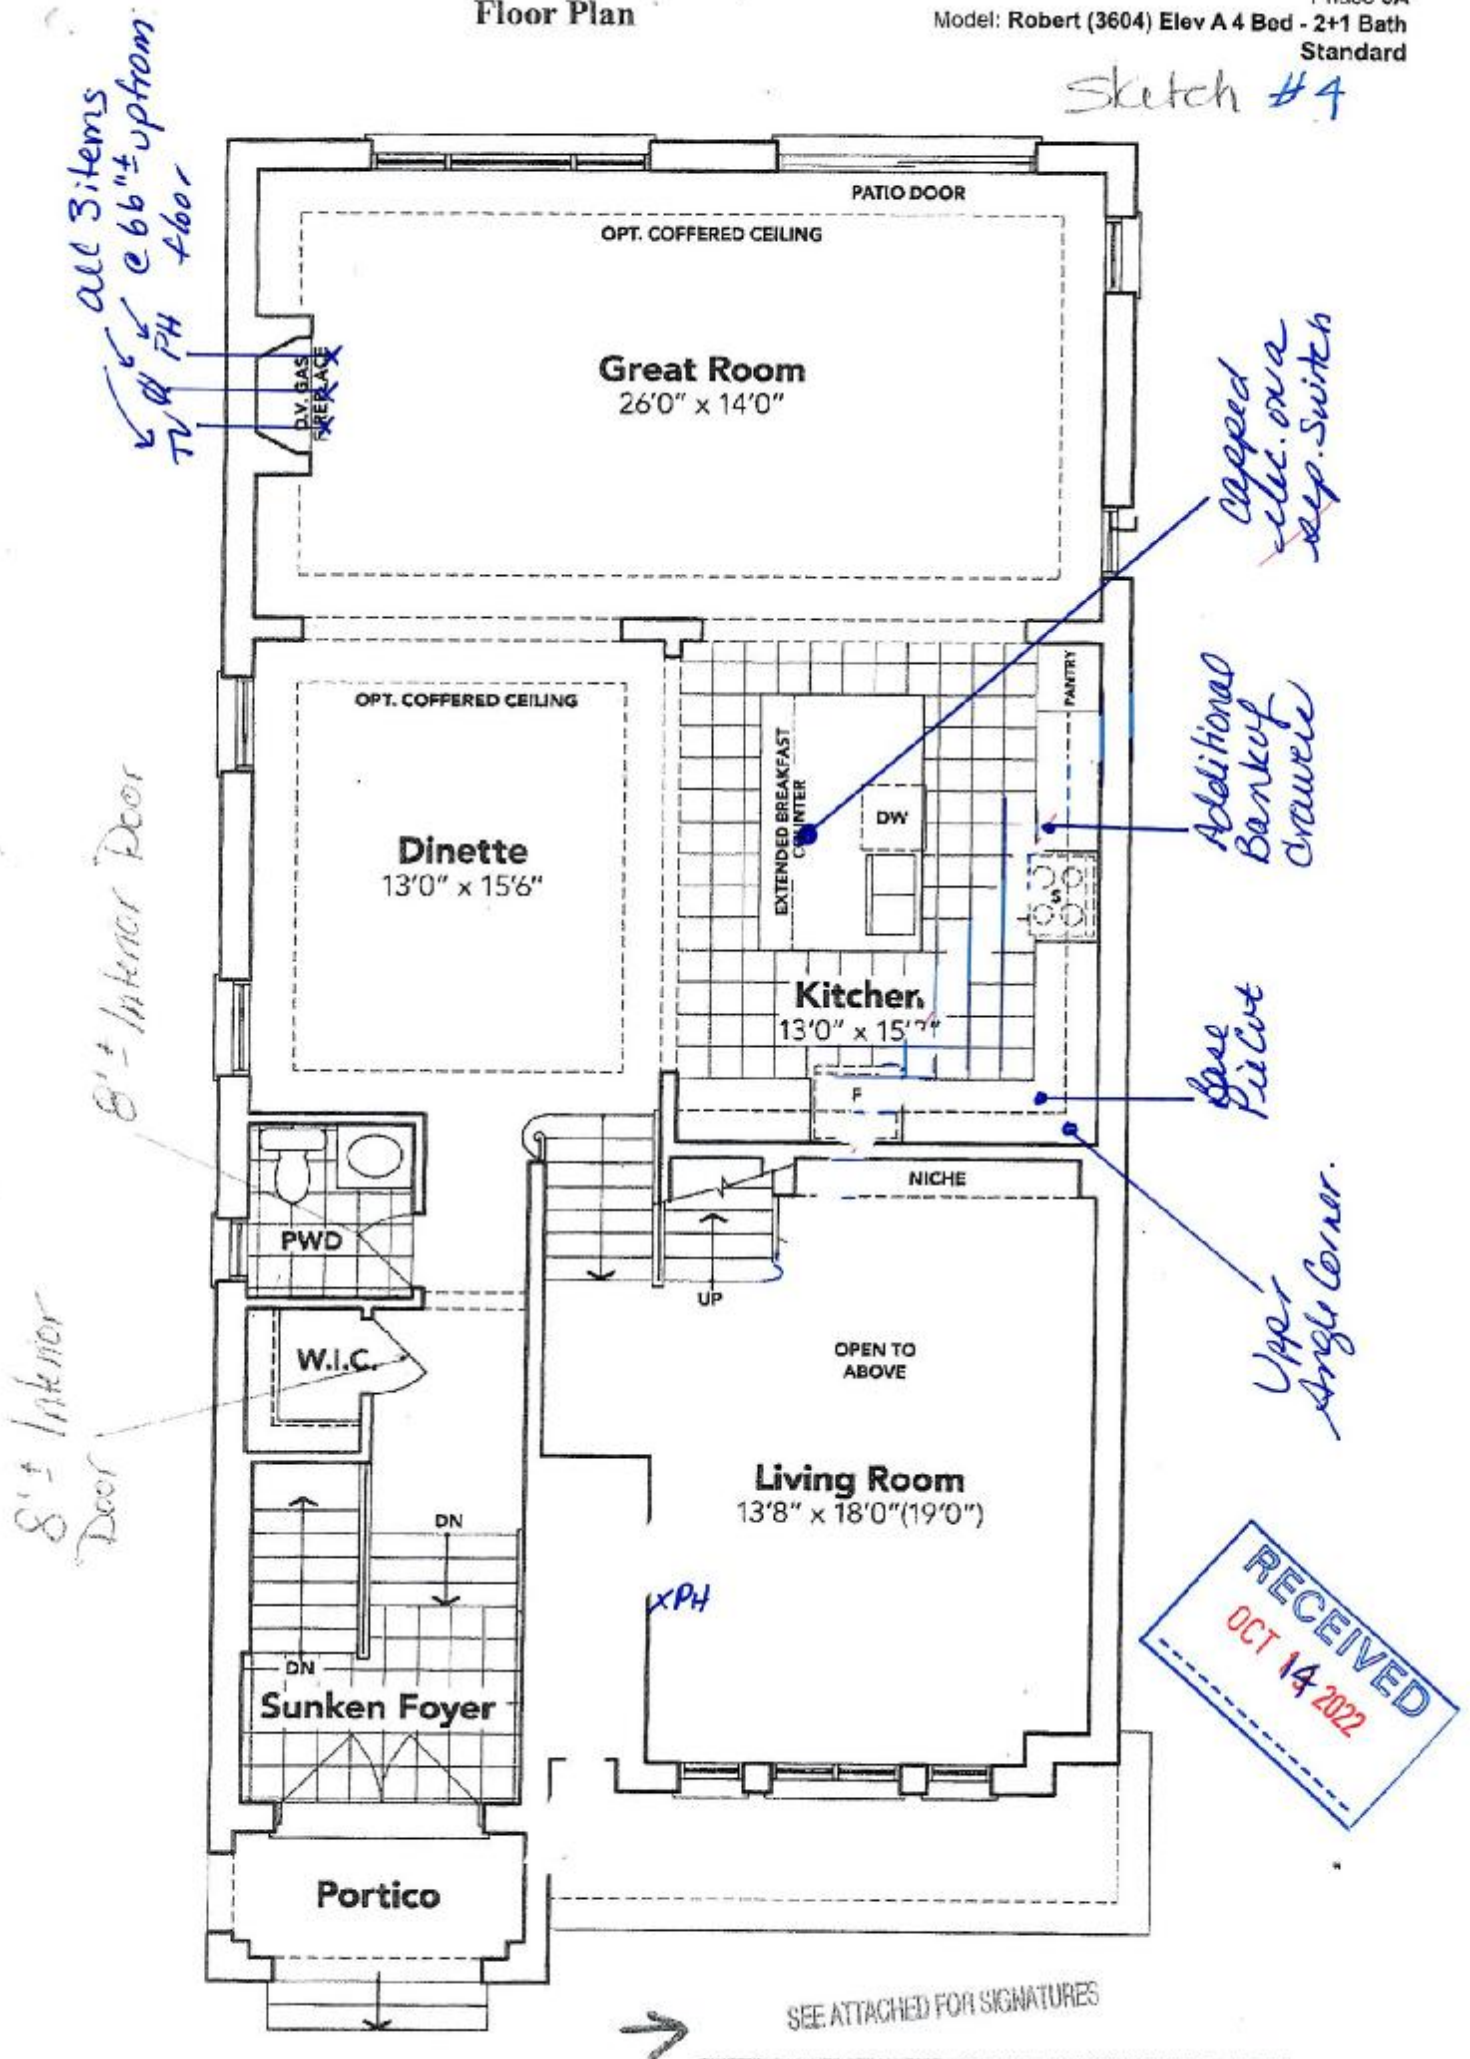 Floor Plan
Model: Robert (3604) Elev A 4 Bed - 2+1 Bath
Standard
Sketch #4
all 3 items
@ 66"± up from
floor
PH
TV
PATIO DOOR
OPT. COFFERED CEILING
D.V. GAS
FIREPLACE
Great Room
26'0" x 14'0"
capped
elec. on a
sep. switch
OPT. COFFERED CEILING
PANTRY
EXTENDED BREAKFAST
COUNTER
DW
Additional
Bank of
drawers
Dinette
13'0" x 15'6"
S
8'± Interior Door
Kitchen
13'0" x
Base
Pie Cut
F
NICHE
PWD
UP
Uppr
Angle Corner.
8'± Interior
Door
W.I.C.
OPEN TO
ABOVE
Living Room
13'8" x 18'0"(19'0")
DN
xPH
RECEIVED
OCT 14 2022
DN
Sunken Foyer
Portico
SEE ATTACHED FOR SIGNATURES